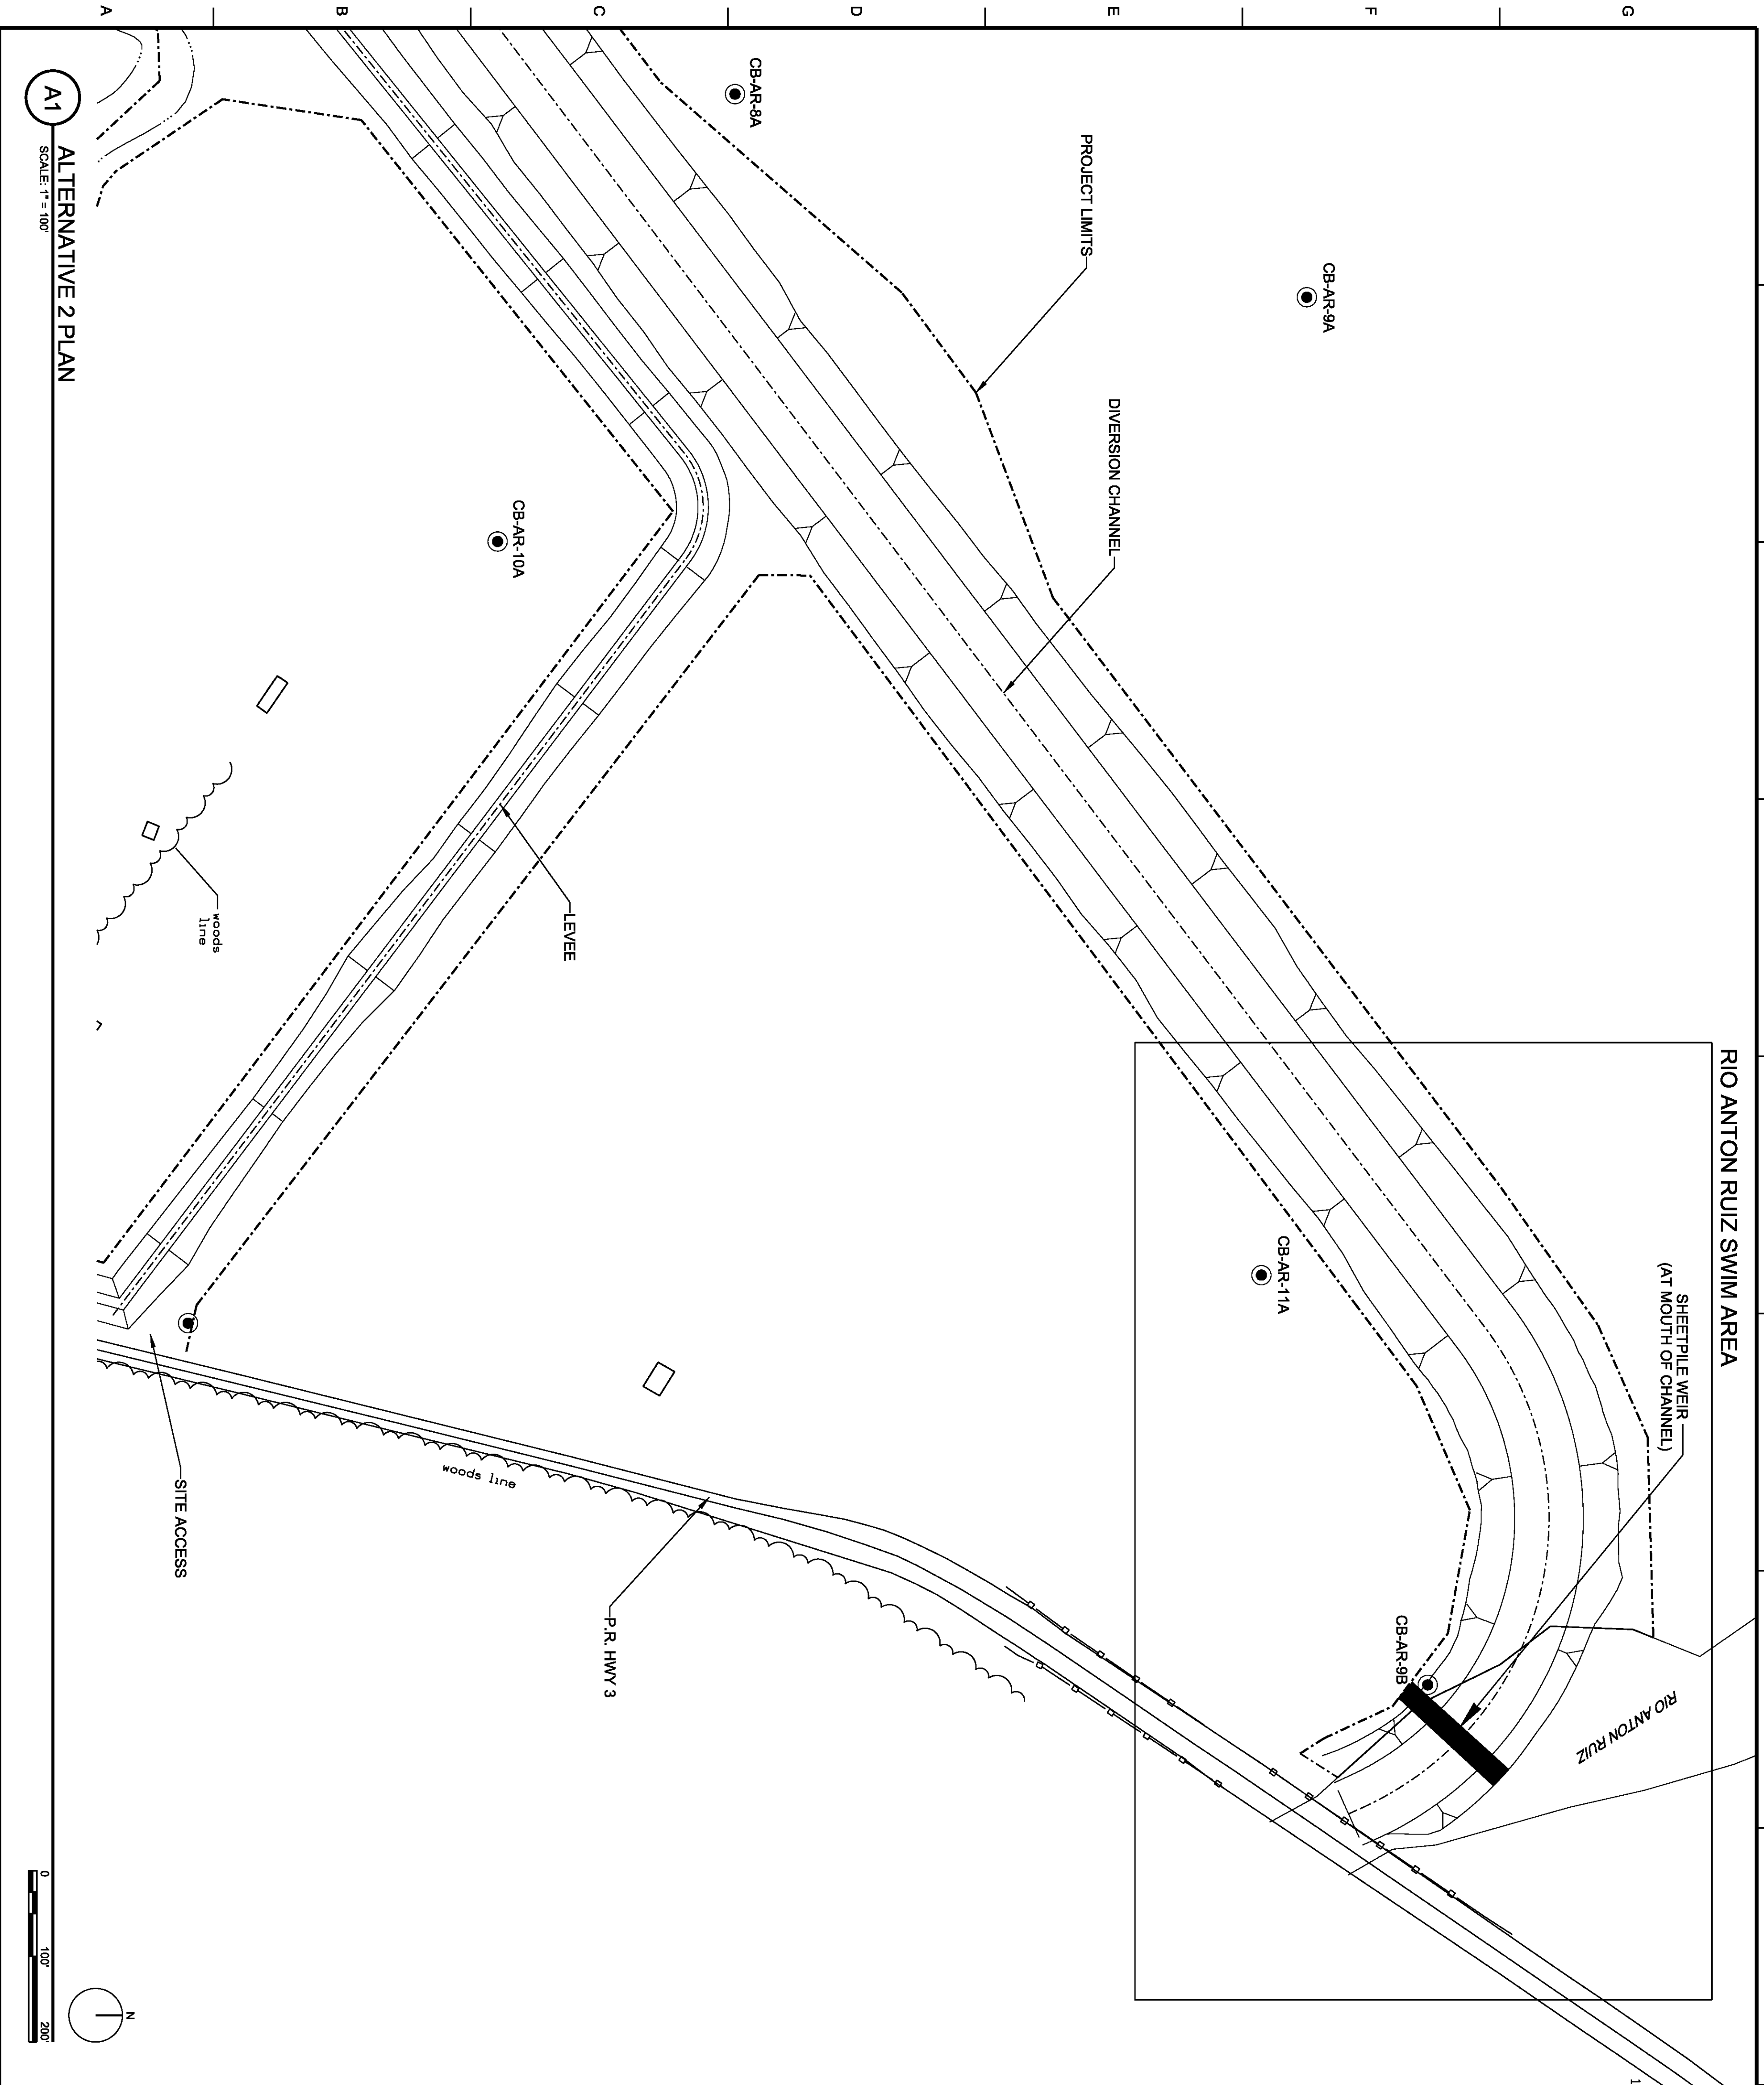 A
B
C
D
E
F
G
RIO ANTON RUIZ SWIM AREA
SHEETPILE WEIR
(AT MOUTH OF CHANNEL)
CB-AR-9A
PROJECT LIMITS
DIVERSION CHANNEL
CB-AR-8A
CB-AR-11A
CB-AR-9B
RIO ANTON RUIZ
CB-AR-10A
LEVEE
P.R. HWY 3
woods line
woods
line
SITE ACCESS
A1
ALTERNATIVE 2 PLAN
SCALE: 1" = 100'
0
100'
200'
N
1